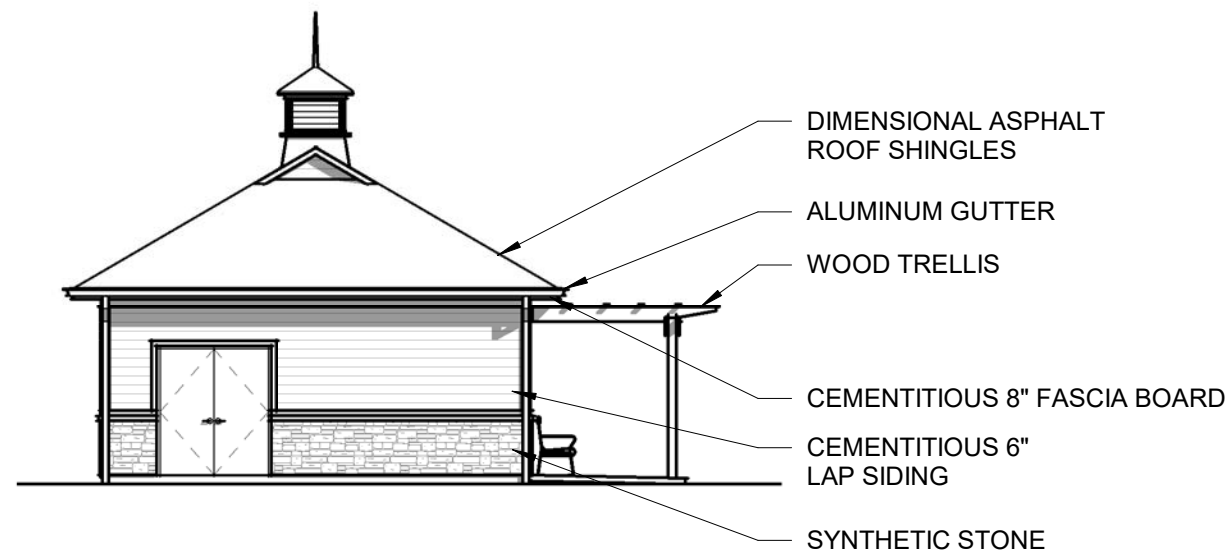 DIMENSIONAL ASPHALT
ROOF SHINGLES
ALUMINUM GUTTER
WOOD TRELLIS
CEMENTITIOUS 8" FASCIA BOARD
CEMENTITIOUS 6"
LAP SIDING
SYNTHETIC STONE